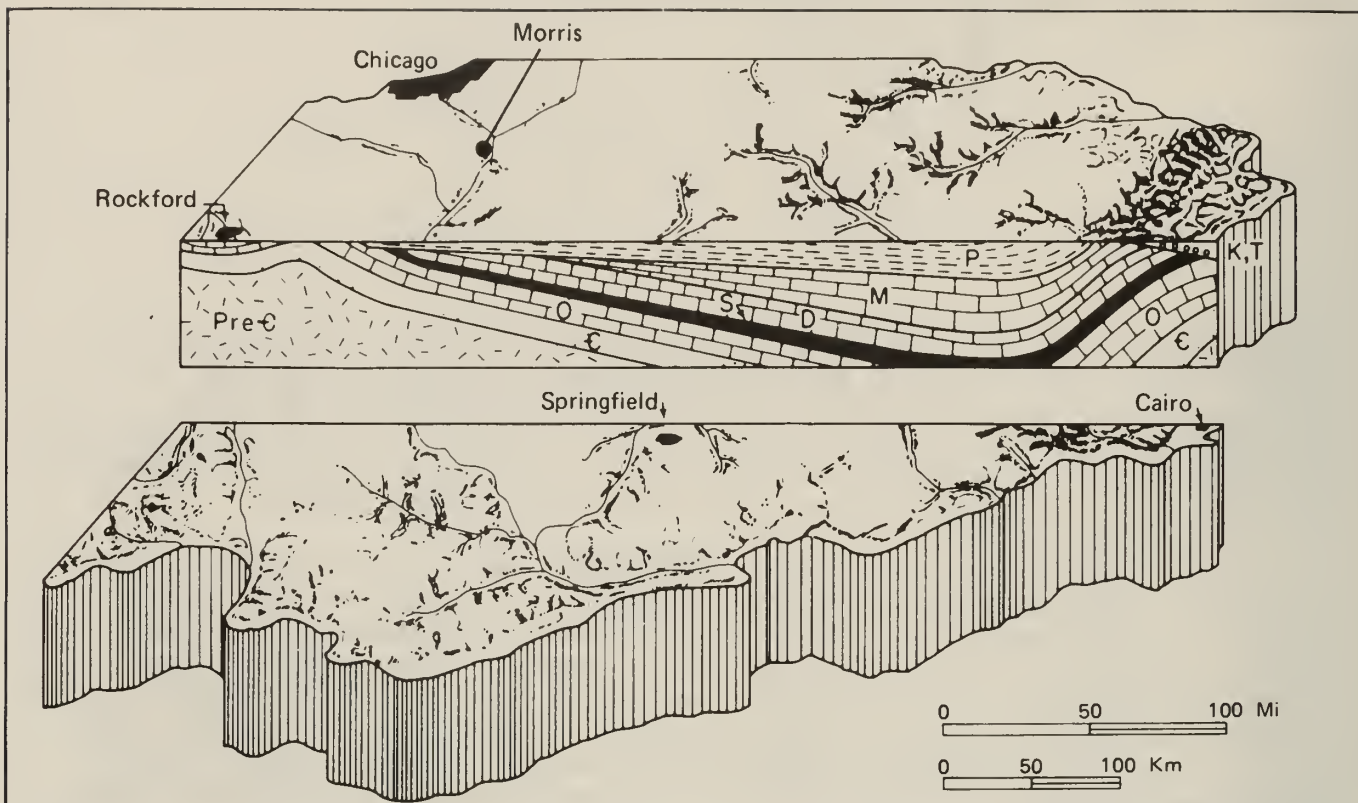 Morris
Chicago
Rockford
P
K,T
M
S
Pre-Є
O
D
O
Є
Є
Springfield
Cairo
0 50 100 Mi
0 50 100 Km